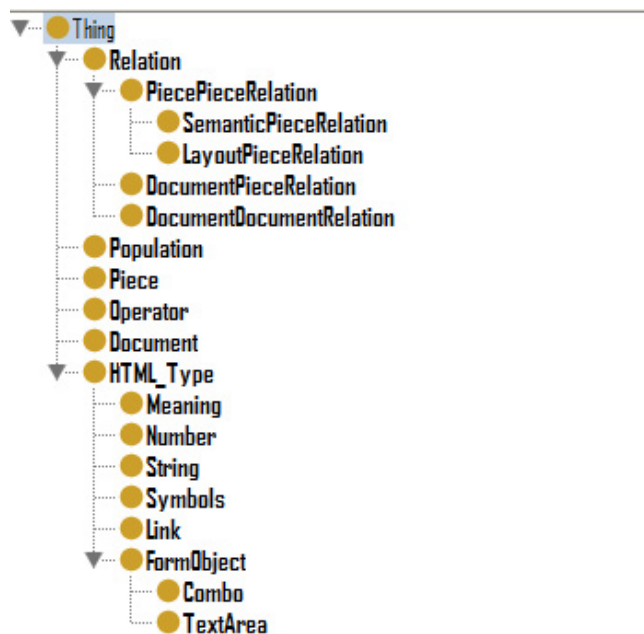 Thing
Relation
PiecePieceRelation
SemanticPieceRelation
LayoutPieceRelation
DocumentPieceRelation
DocumentDocumentRelation
Population
Piece
Operator
Document
HTML_Type
Meaning
Number
String
Symbols
Link
FormObject
Combo
TextArea